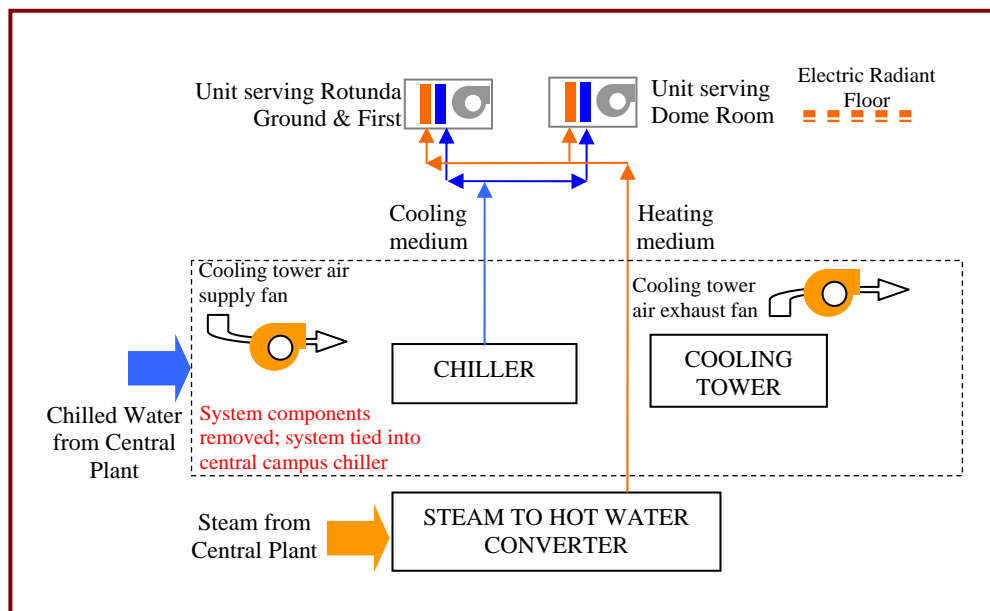 Unit serving Rotunda
Ground & First
Unit serving
Dome Room
Electric Radiant
Floor
Cooling
medium
Heating
medium
Cooling tower air
supply fan
Cooling tower
air exhaust fan
CHILLER
COOLING
TOWER
Chilled Water
from Central
Plant
System components
removed; system tied into
central campus chiller
Steam from
Central Plant
STEAM TO HOT WATER
CONVERTER